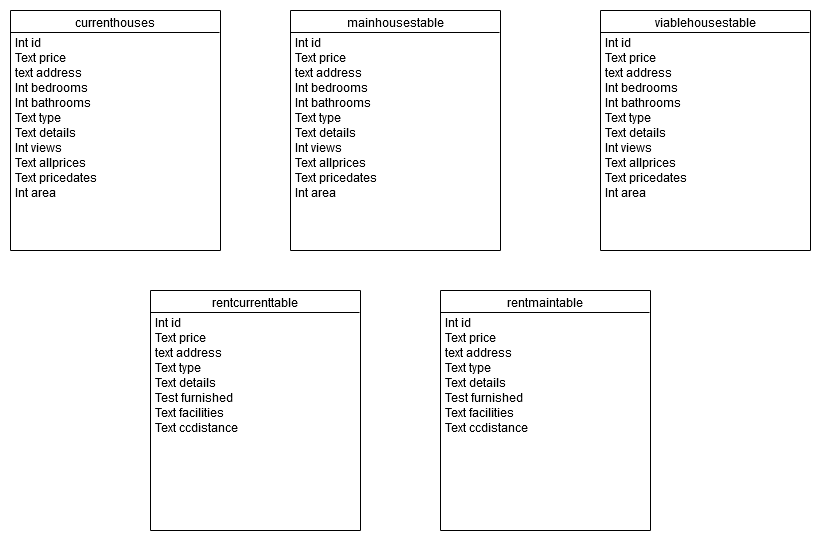 currenthouses
Int id
Text price
text address
Int bedrooms
Int bathrooms
Text type
Text details
Int views
Text allprices
Text pricedates
Int area
mainhousestable
Int id
Text price
text address
Int bedrooms
Int bathrooms
Text type
Text details
Int views
Text allprices
Text pricedates
Int area
viablehousestable
Int id
Text price
text address
Int bedrooms
Int bathrooms
Text type
Text details
Int views
Text allprices
Text pricedates
Int area
rentcurrenttable
Int id
Text price
text address
Text type
Text details
Test furnished
Text facilities
Text ccdistance
rentmaintable
Int id
Text price
text address
Text type
Text details
Test furnished
Text facilities
Text ccdistance